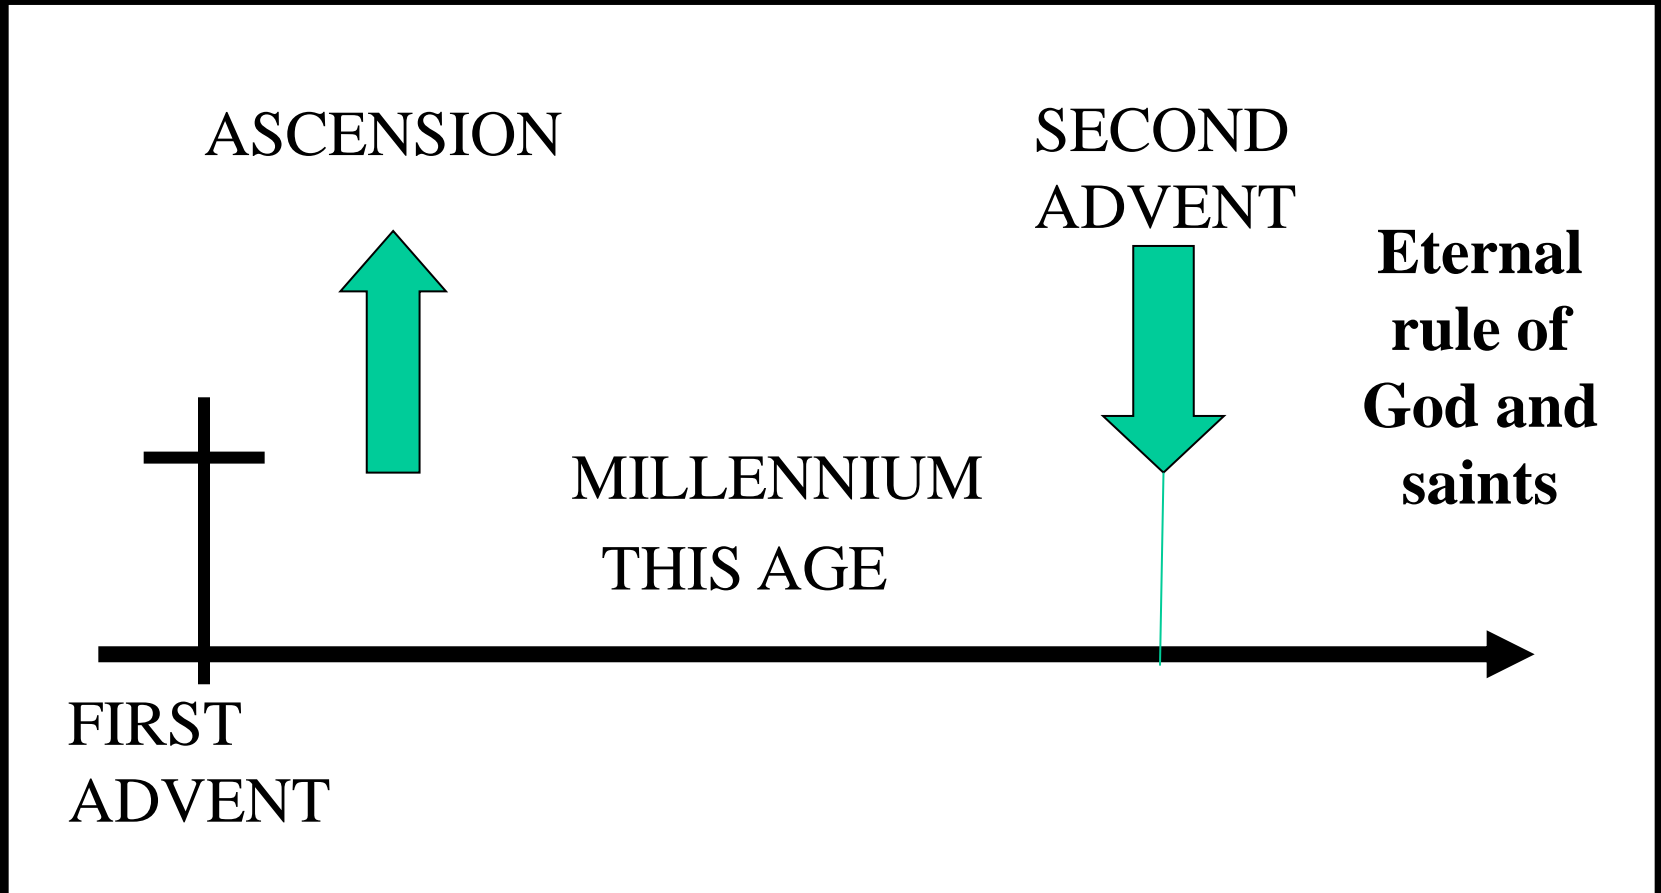 ASCENSION
SECOND
ADVENT
Eternal
rule of
God and
saints
MILLENNIUM
THIS AGE
FIRST
ADVENT